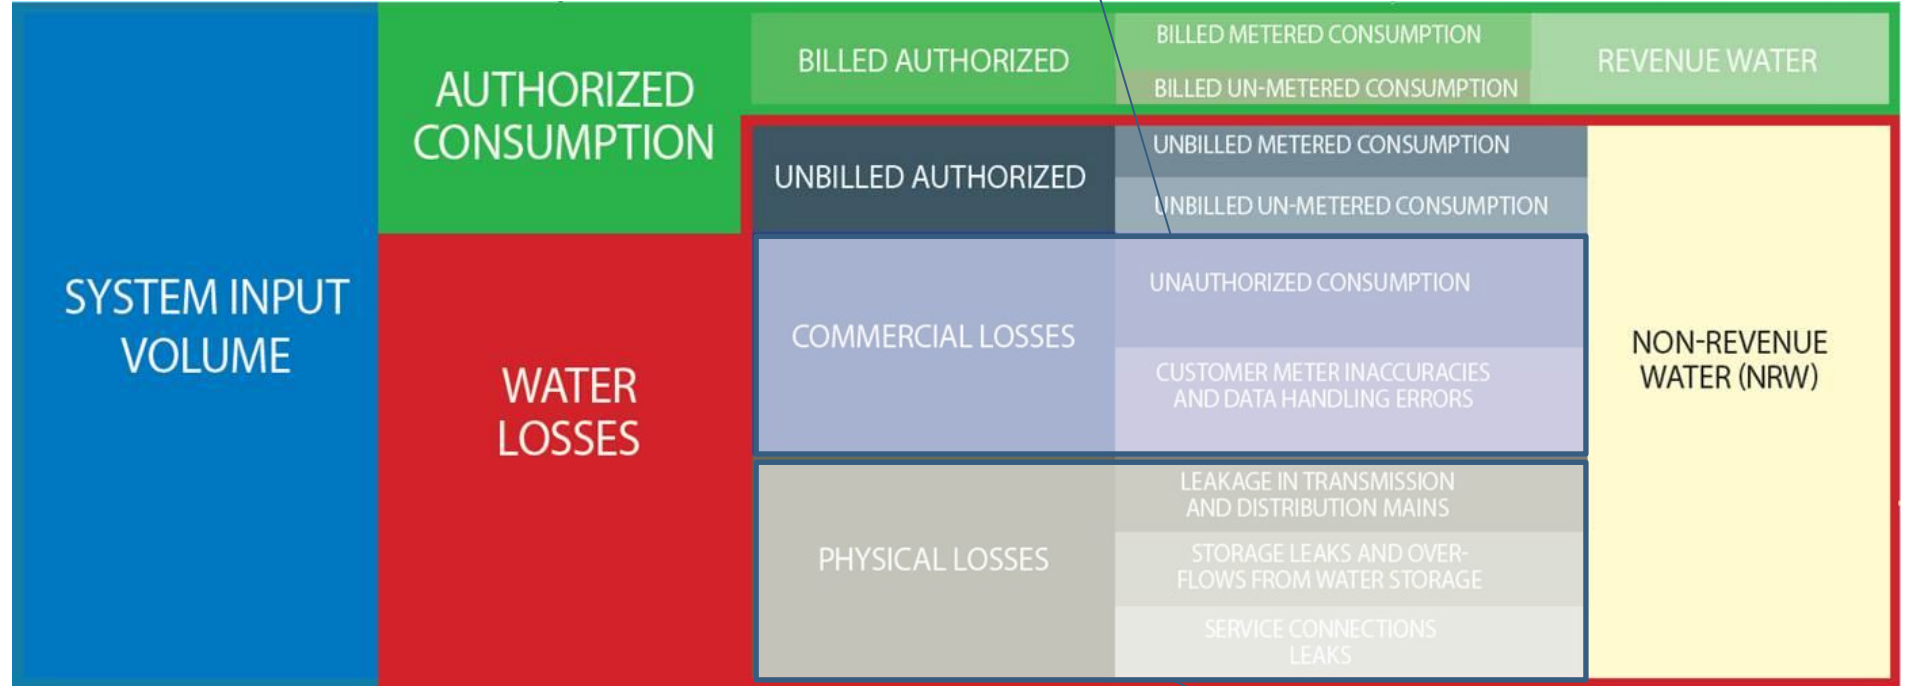 SYSTEM INPUT
VOLUME
AUTHORIZED
CONSUMPTION
WATER
LOSSES
BILLED AUTHORIZED
UNBILLED AUTHORIZED
COMMERCIAL LOSSES
PHYSICAL LOSSES
BILLED METERED CONSUMPTION
BILLED UN-METERED CONSUMPTION
UNBILLED METERED CONSUMPTION
UNBILLED UN-METERED CONSUMPTION
UNAUTHORIZED CONSUMPTION
CUSTOMER METER INACCURACIES
AND DATA HANDLING ERRORS
LEAKAGE IN TRANSMISSION
AND DISTRIBUTION MAINS
STORAGE LEAKS AND OVER-
FLOWS FROM WATER STORAGE
SERVICE CONNECTIONS
LEAKS
REVENUE WATER
NON-REVENUE
WATER (NRW)